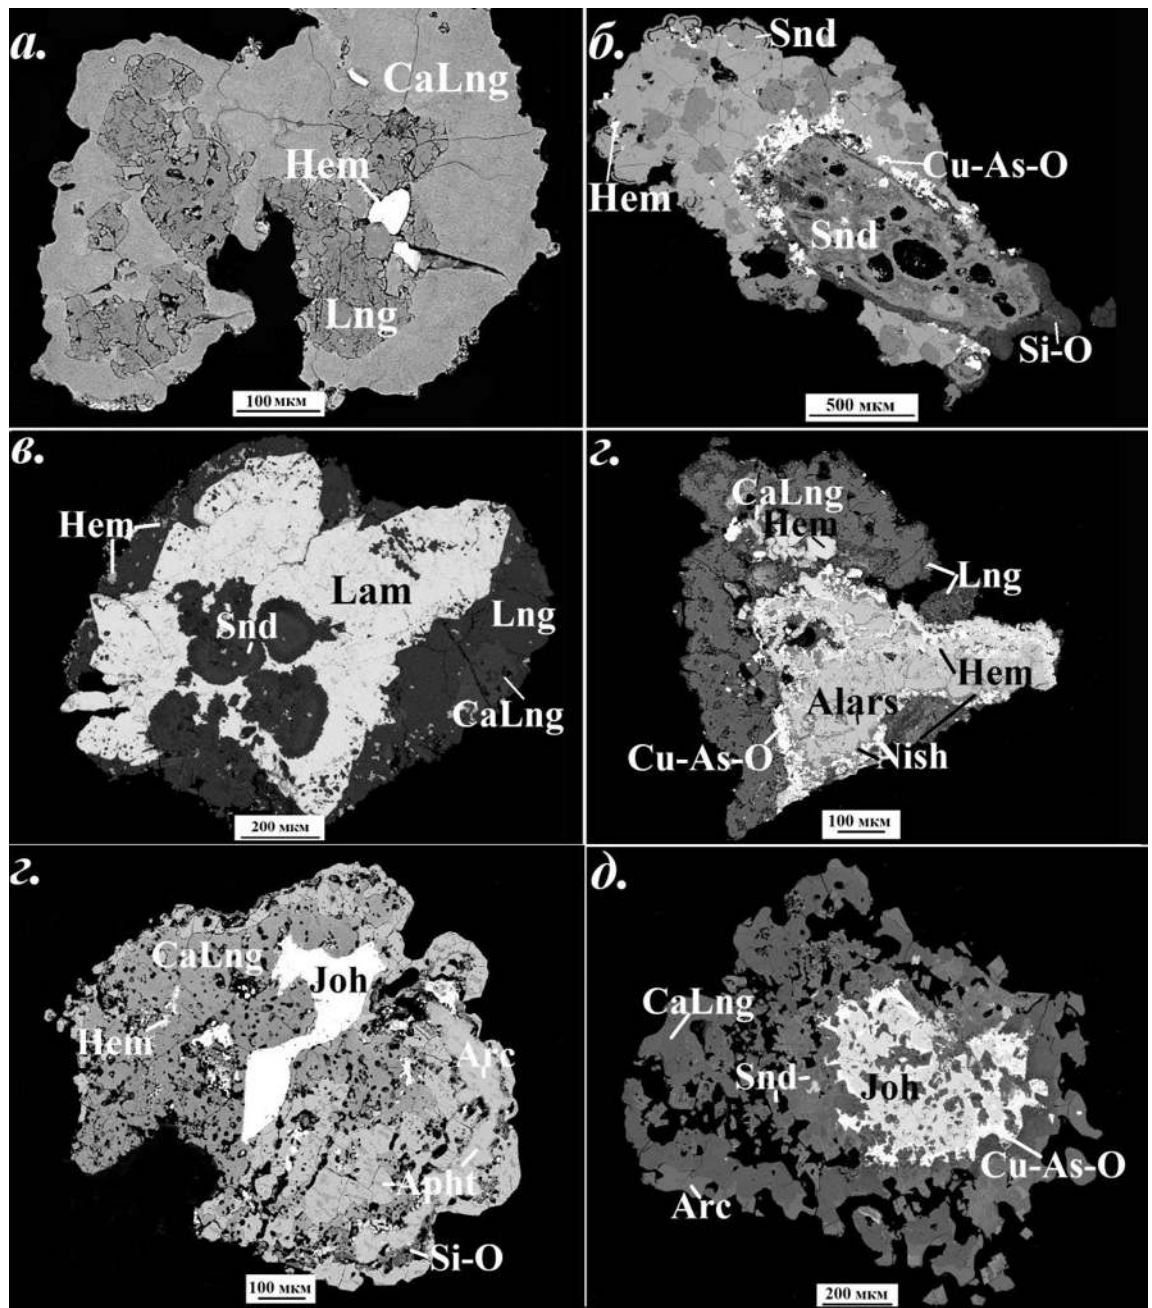 а.
CaLng
Hem
Lng
100 мкм
б.
Snd
Cu-As-O
Hem
Snd
Si-O
500 мкм
в.
Hem
Lam
Snd
Lng
CaLng
200 мкм
г.
CaLng
Hem
Lng
Hem
Alars
Cu-As-O
Nish
100 мкм
г.
CaLng
Joh
Hem
Arc
Apht
Si-O
100 мкм
д.
CaLng
Snd
Joh
Cu-As-O
Arc
200 мкм